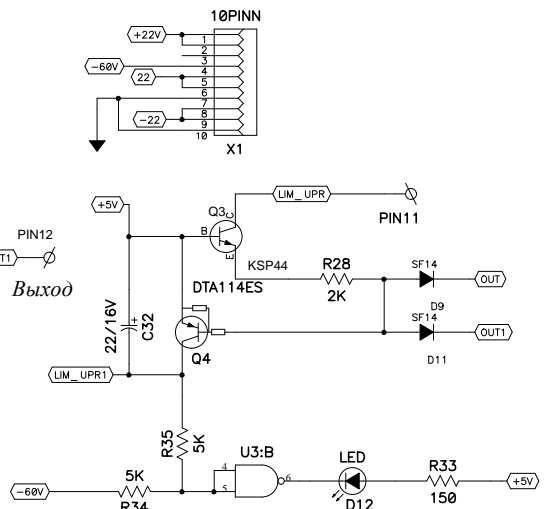 10PINN
+22V
1
2
-60V
3
4
22
5
6
7
-22
8
9
10
X1
+5V
Q3
C
B
E
LIM_UPR
PIN11
PIN12
T1
Выход
KSP44
R28
2K
SF14
OUT
D9
DTA114ES
22/16V
C32
+
Q4
SF14
OUT1
D11
LIM_UPR1
R35
5K
U3:B
4
5
6
LED
D12
R33
150
+5V
-60V
5K
R34